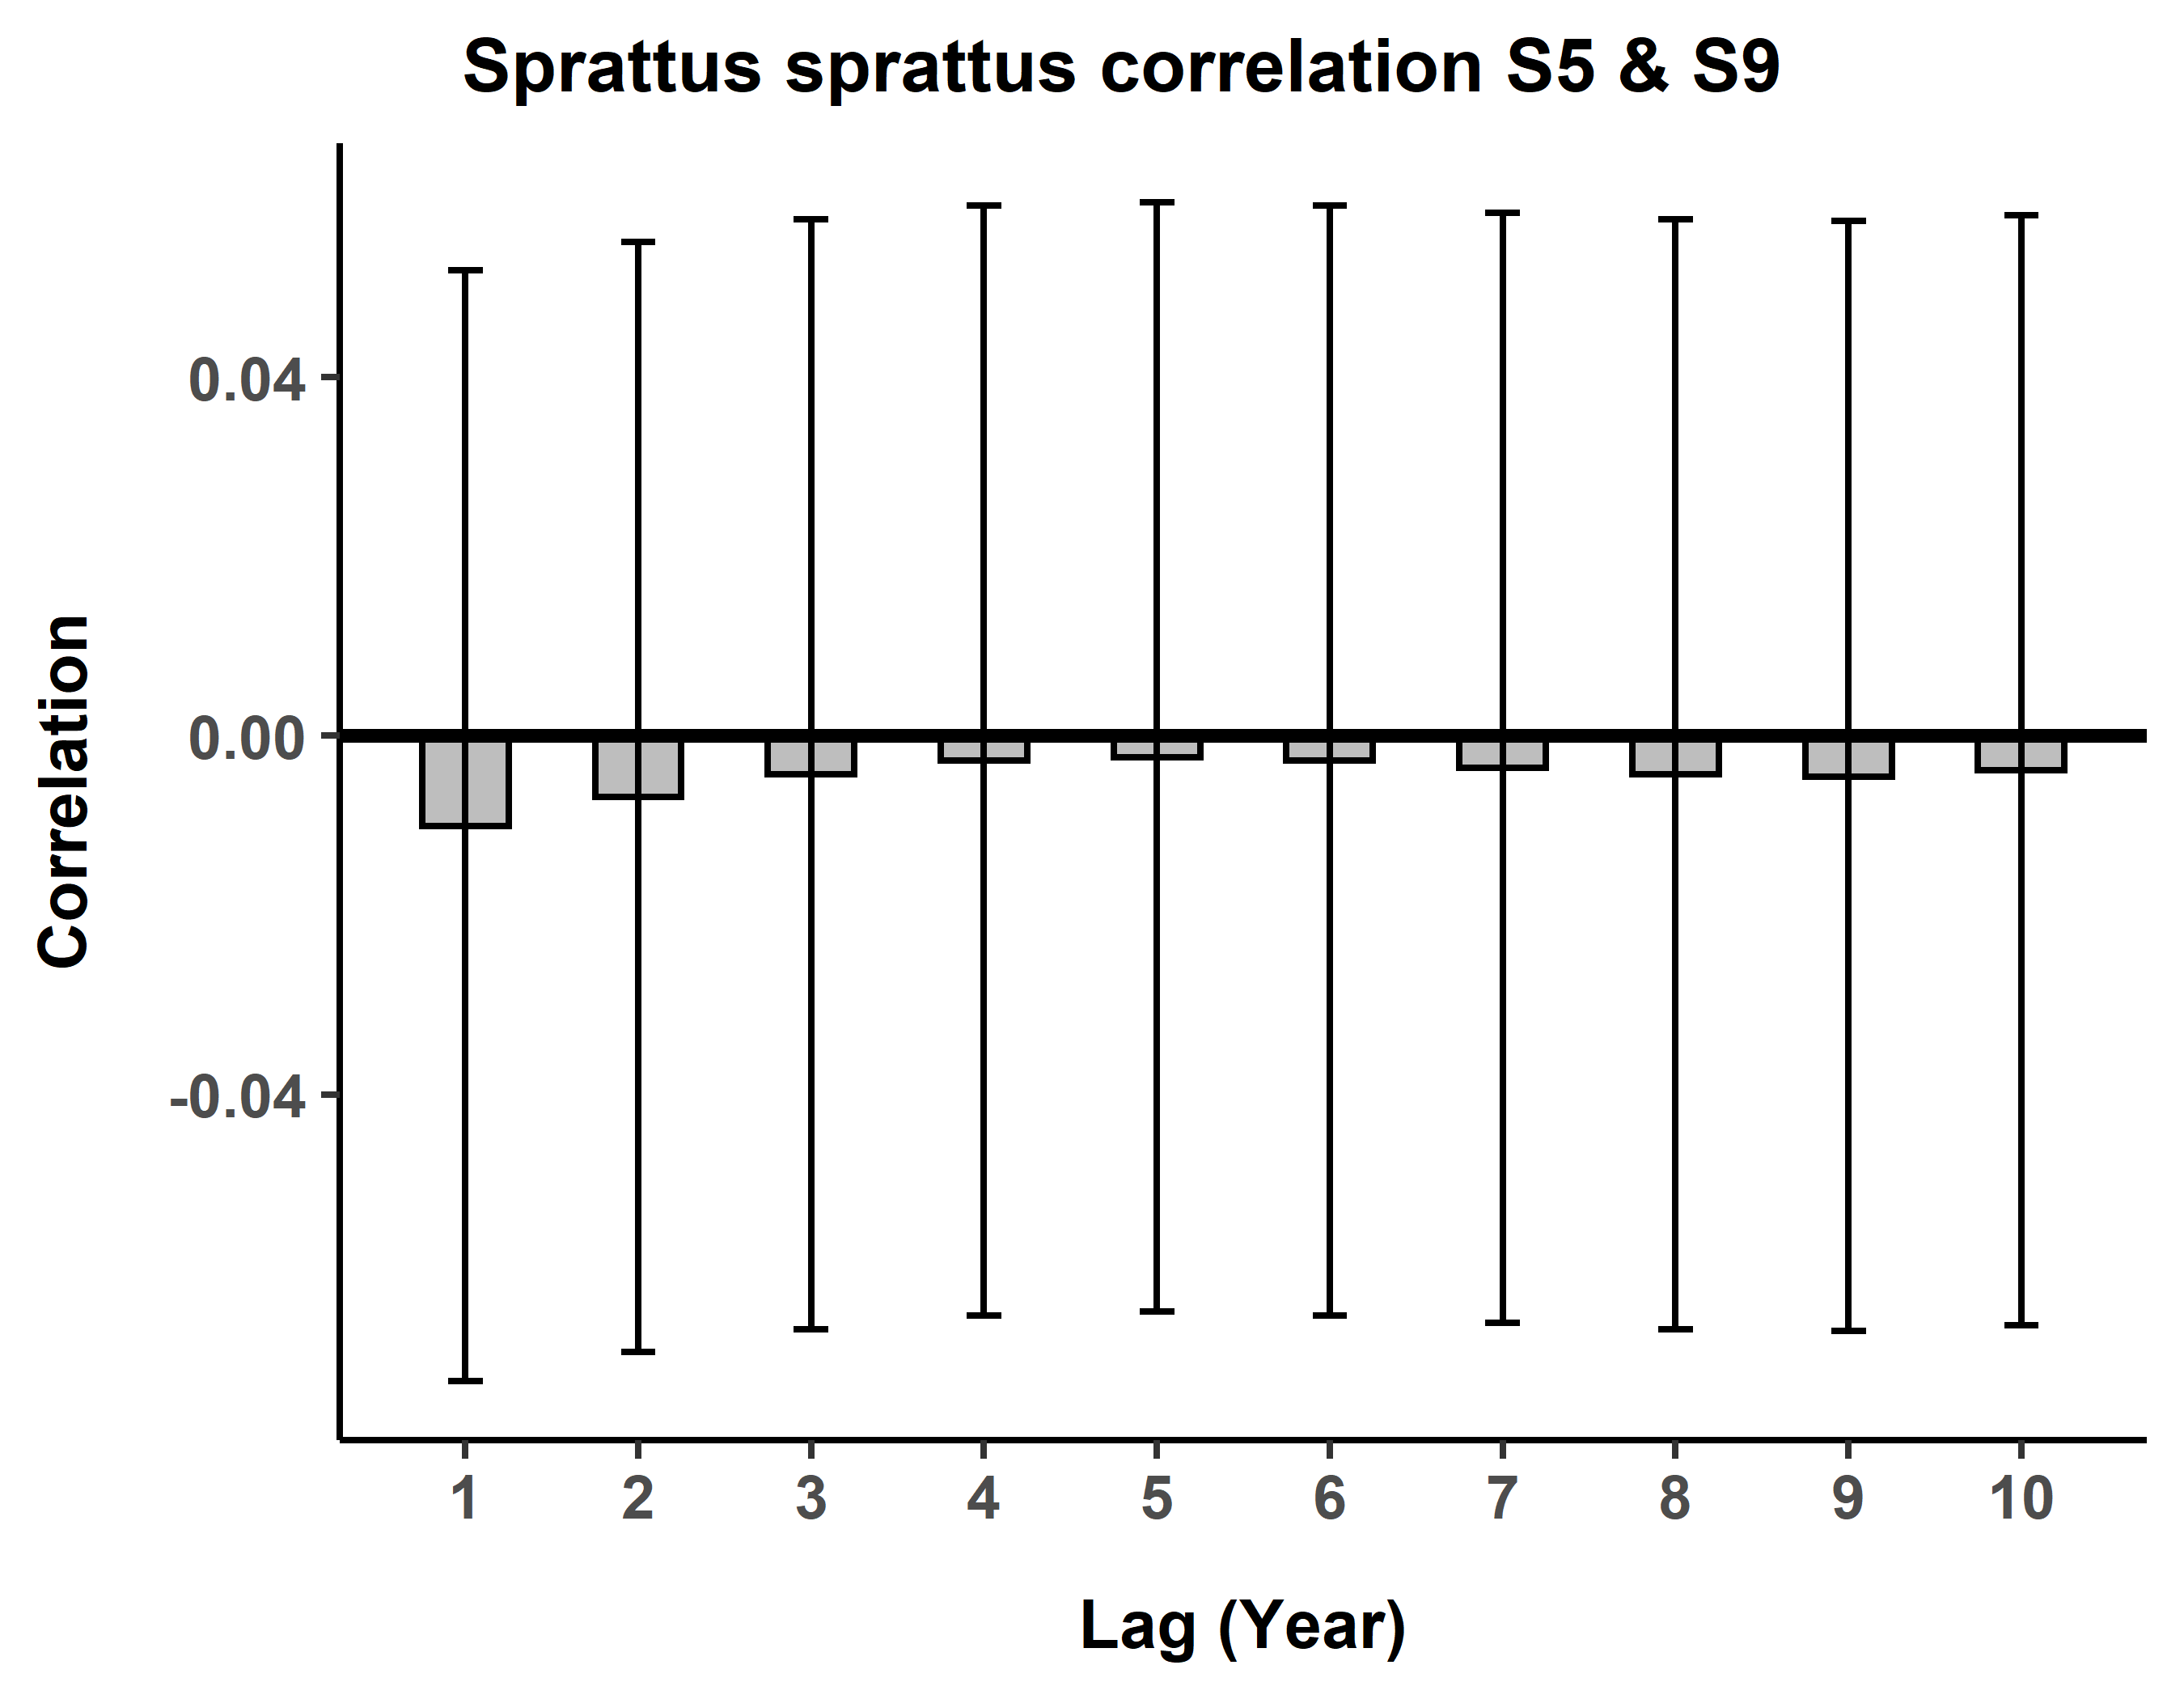 Sprattus sprattus correlation S5 & S9
0.04
0.00
-0.04
Correlation
1 2 3 4 5 6 7 8 9 10
Lag (Year)